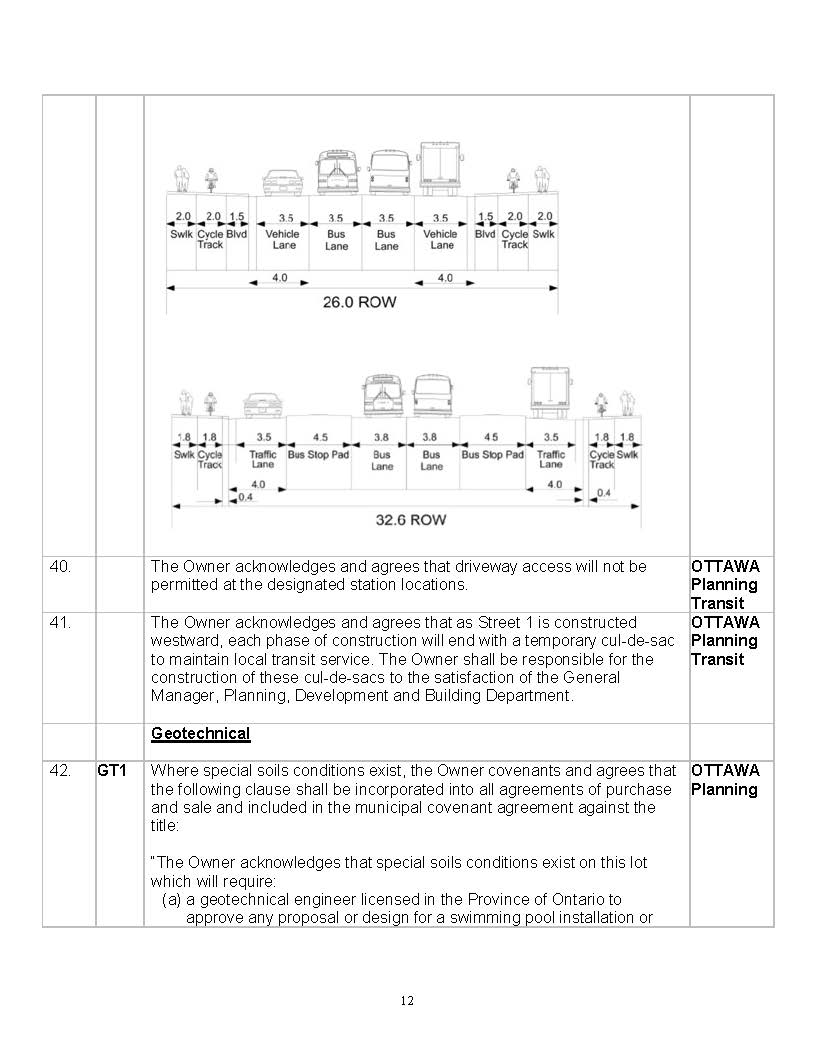 2.0 2.0 1.5 3.5 3.5 3.5 3.5 1.5 2.0 2.0
Swlk Cycle Blvd Vehicle Bus Bus Vehicle Blvd Cycle Swlk
Track Lane Lane Lane Lane Track
4.0 4.0
26.0 ROW
1.8 1.8 3.5 4.5 3.8 3.8 4.5 3.5 1.8 1.8
Swlk Cycle Traffic Bus Stop Pad Bus Bus Bus Stop Pad Traffic Cycle Swlk
Track Lane Lane Lane Lane Track
4.0 4.0
0.4 0.4
32.6 ROW
40. The Owner acknowledges and agrees that driveway access will not be OTTAWA
permitted at the designated station locations. Planning
Transit
41. The Owner acknowledges and agrees that as Street 1 is constructed OTTAWA
westward, each phase of construction will end with a temporary cul-de-sac Planning
to maintain local transit service. The Owner shall be responsible for the Transit
construction of these cul-de-sacs to the satisfaction of the General
Manager, Planning, Development and Building Department.
Geotechnical
42. GT1 Where special soils conditions exist, the Owner covenants and agrees that OTTAWA
the following clause shall be incorporated into all agreements of purchase Planning
and sale and included in the municipal covenant agreement against the
title:
“The Owner acknowledges that special soils conditions exist on this lot
which will require:
(a) a geotechnical engineer licensed in the Province of Ontario to
approve any proposal or design for a swimming pool installation or
12